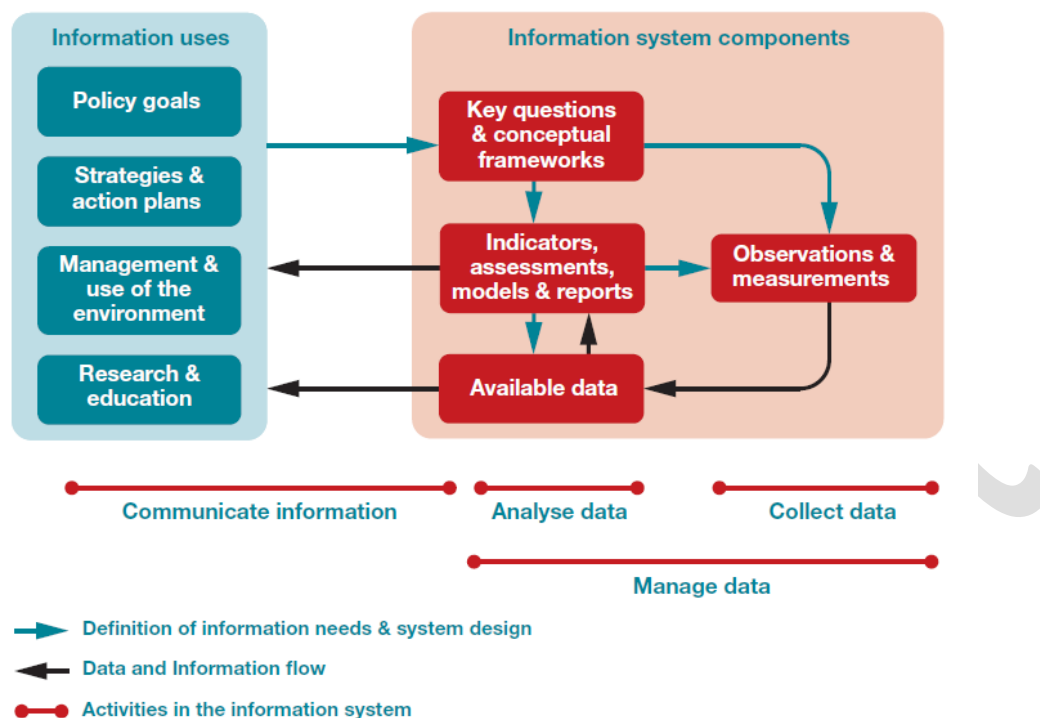 Information uses
Policy goals
Strategies &
action plans
Management &
use of the
environment
Research &
education
Information system components
Key questions
& conceptual
frameworks
Indicators,
assessments,
models & reports
Observations &
measurements
Available data
Communicate information
Analyse data
Collect data
Manage data
Definition of information needs & system design
Data and Information flow
Activities in the information system